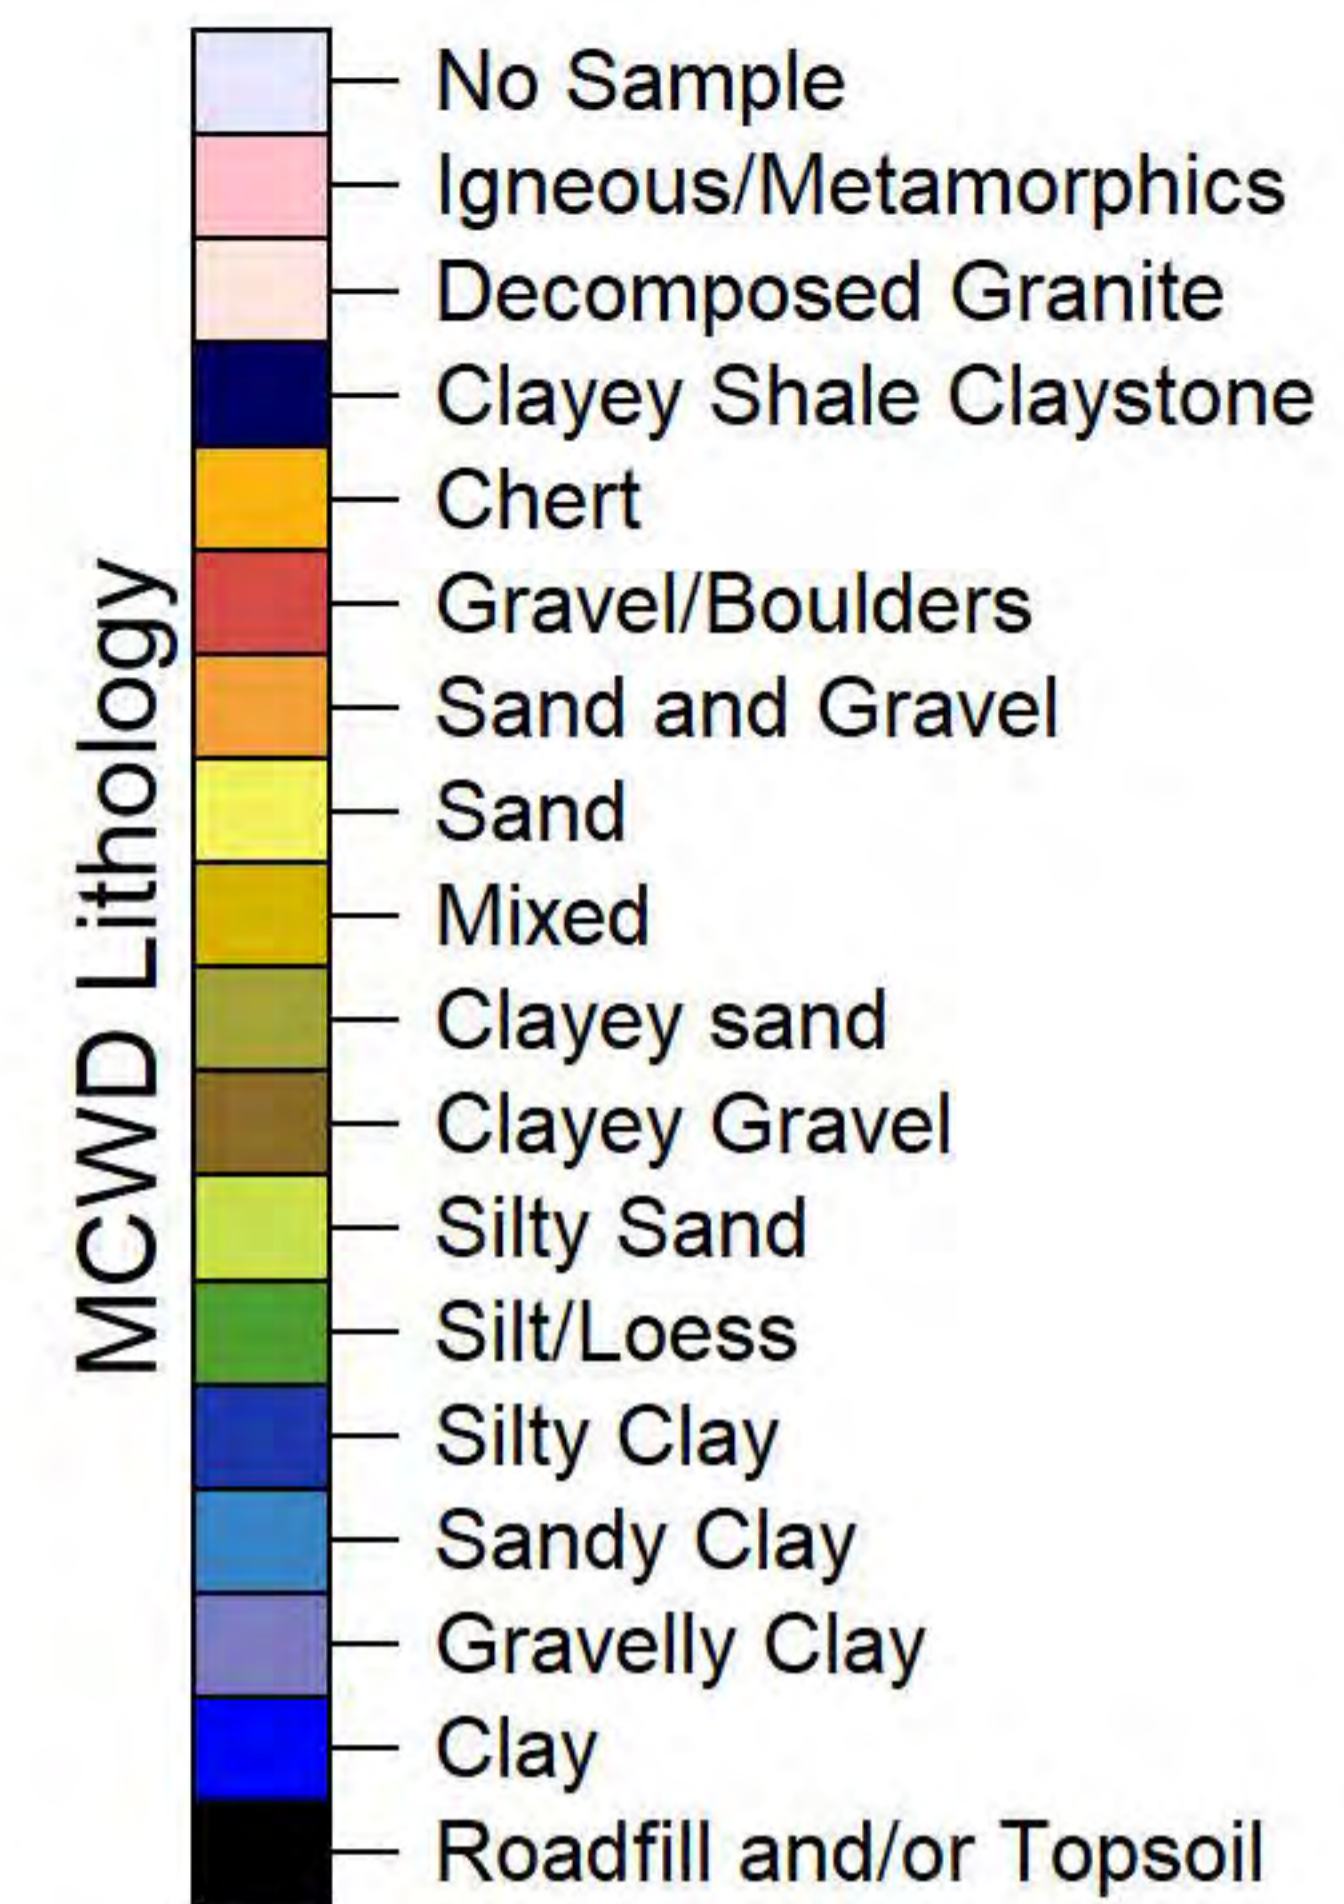 MCWD Lithology
No Sample
Igneous/Metamorphics
Decomposed Granite
Clayey Shale Claystone
Chert
Gravel/Boulders
Sand and Gravel
Sand
Mixed
Clayey sand
Clayey Gravel
Silty Sand
Silt/Loess
Silty Clay
Sandy Clay
Gravelly Clay
Clay
Roadfill and/or Topsoil